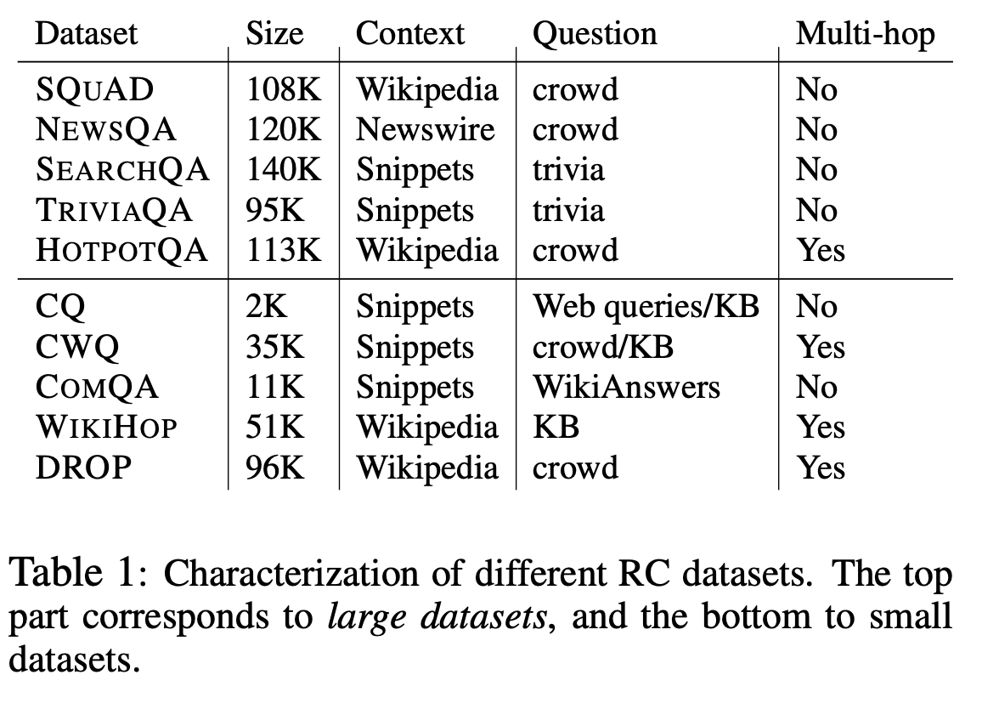 Dataset Size Context Question Multi-hop
SQUAD 108K Wikipedia crowd No
NEWSQA 120K Newswire crowd No
SEARCHQA 140K Snippets trivia No
TRIVIAQA 95K Snippets trivia No
HOTPOTQA 113K Wikipedia crowd Yes
CQ 2K Snippets Web queries/KB No
CWQ 35K Snippets crowd/KB Yes
COMQA 11K Snippets WikiAnswers No
WIKIHOP 51K Wikipedia KB Yes
DROP 96K Wikipedia crowd Yes
Table 1: Characterization of different RC datasets. The top
part corresponds to large datasets, and the bottom to small
datasets.